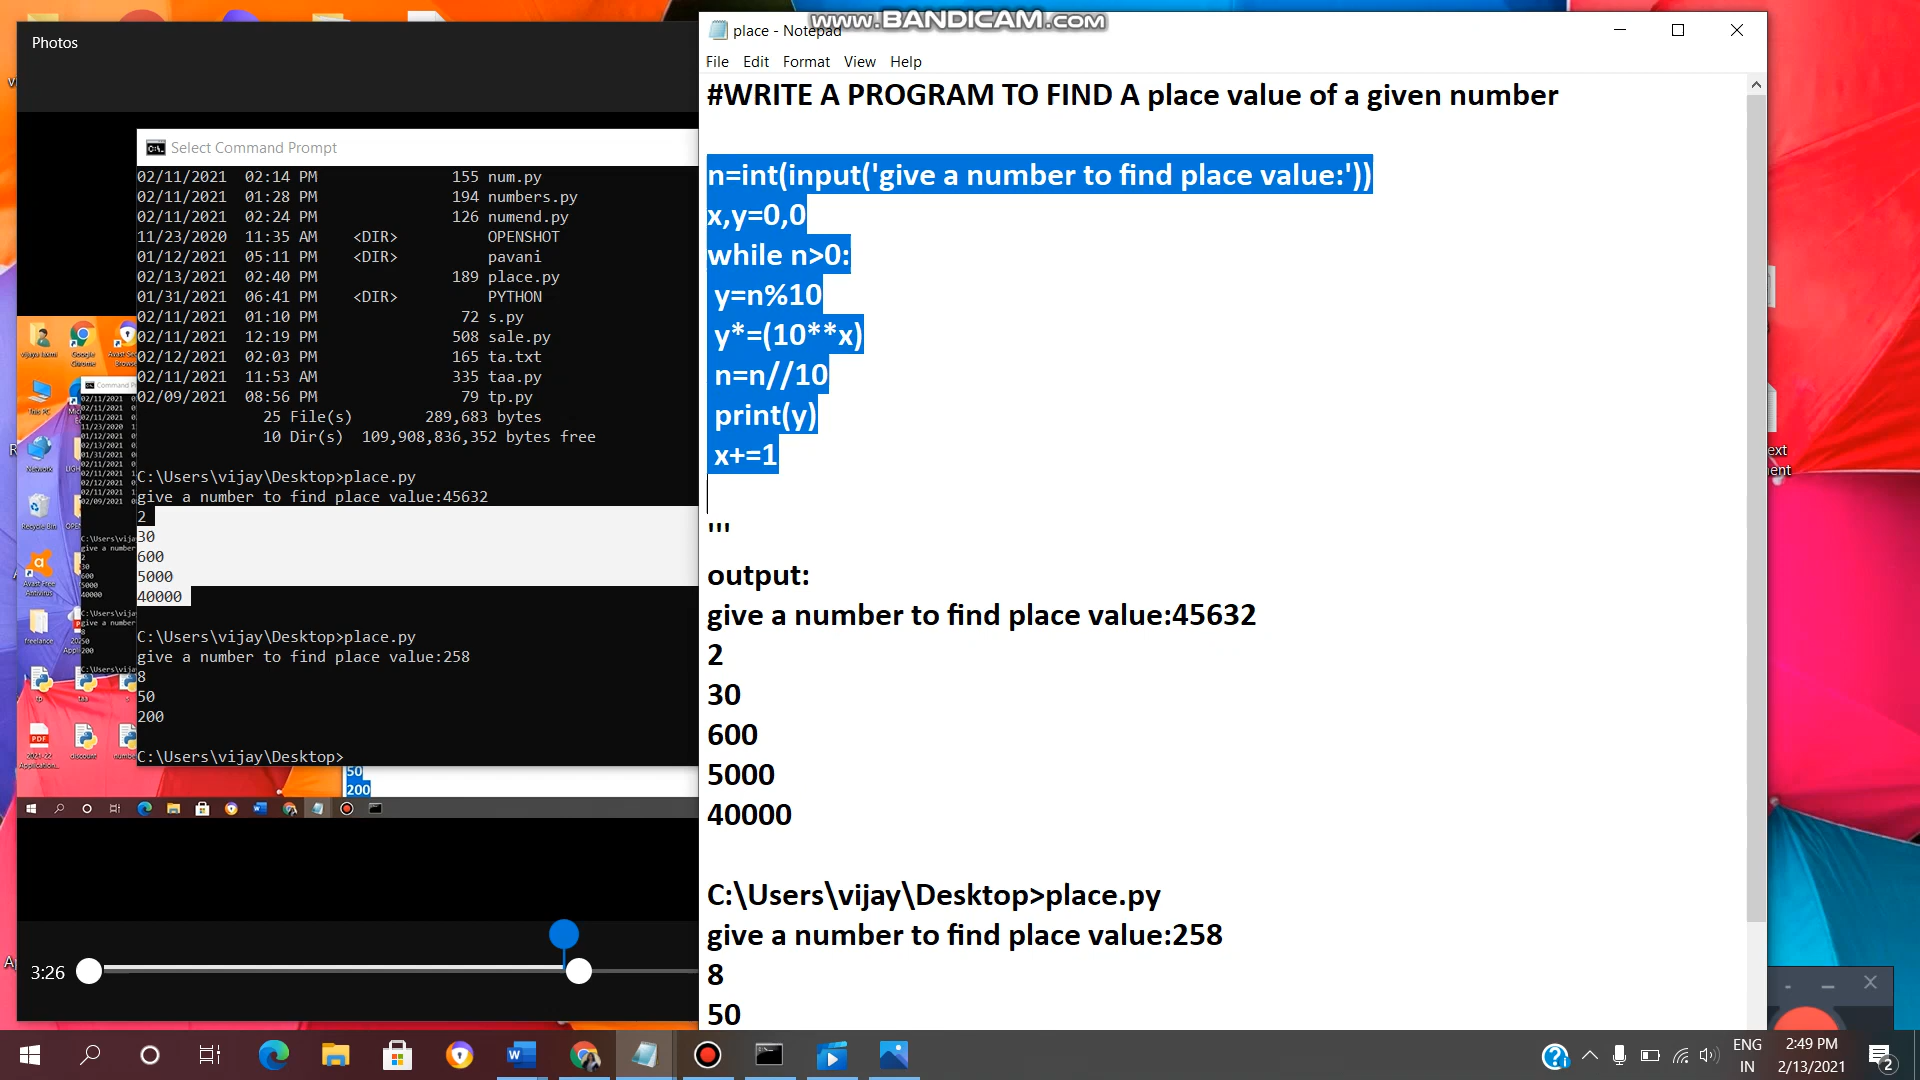 www.BANDICAM.com
Photos
place - Notepad
File Edit Format View Help
#WRITE A PROGRAM TO FIND A place value of a given number
n=int(input('give a number to find place value:'))
x,y=0,0
while n>0:
y=n%10
y*=(10**x)
n=n//10
print(y)
x+=1
'''
output:
give a number to find place value:45632
2
30
600
5000
40000
C:\Users\vijay\Desktop>place.py
give a number to find place value:258
8
50
Select Command Prompt
02/11/2021 02:14 PM 155 num.py
02/11/2021 01:28 PM 194 numbers.py
02/11/2021 02:24 PM 126 numend.py
11/23/2020 11:35 AM <DIR> OPENSHOT
01/12/2021 05:11 PM <DIR> pavani
02/13/2021 02:40 PM 189 place.py
01/31/2021 06:41 PM <DIR> PYTHON
02/11/2021 01:10 PM 72 s.py
02/11/2021 12:19 PM 508 sale.py
02/12/2021 02:03 PM 165 ta.txt
02/11/2021 11:53 AM 335 taa.py
02/09/2021 08:56 PM 79 tp.py
25 File(s) 289,683 bytes
10 Dir(s) 109,908,836,352 bytes free
C:\Users\vijay\Desktop>place.py
give a number to find place value:45632
2
30
600
5000
40000
C:\Users\vijay\Desktop>place.py
give a number to find place value:258
8
50
200
C:\Users\vijay\Desktop>
50
200
3:26
ENG
IN
2:49 PM
2/13/2021
2